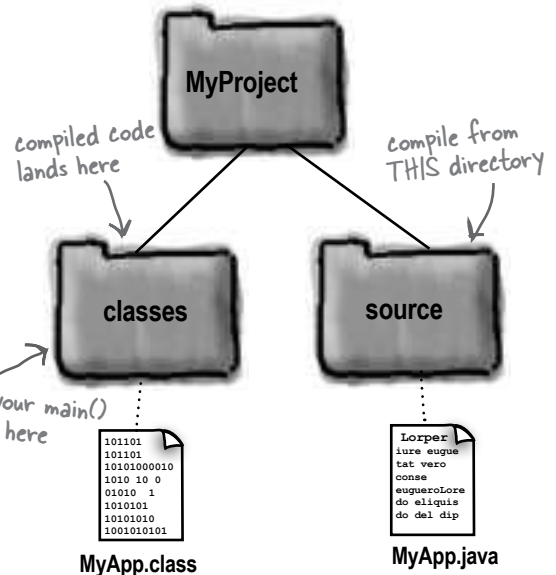 MyProject
compiled code
lands here
compile from
THIS directory
classes
source
your main()
here
101101
101101
10101000010
1010 10 0
01010 1
1010101
10101010
1001010101
Lorper
iure eugue
tat vero
conse
eugueroLore
do eliquis
do del dip
MyApp.class
MyApp.java